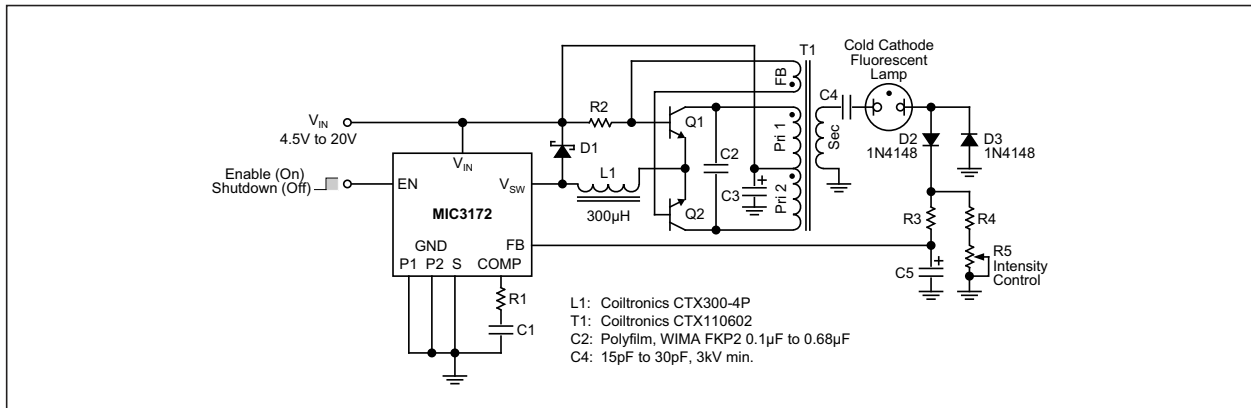 T1
Cold Cathode
Fluorescent
Lamp
FB
C4
R2
Q1
VIN
4.5V to 20V
D1
Pri 1
Sec
D2
1N4148
D3
1N4148
C2
VIN
L1
Enable (On)
Shutdown (Off)
EN
VSW
C3
+
Pri 2
MIC3172
300µH
Q2
R3
R4
GND
FB
P1 P2 S COMP
+
C5
R5
Intensity
Control
R1
C1
L1: Coiltronics CTX300-4P
T1: Coiltronics CTX110602
C2: Polyfilm, WIMA FKP2 0.1µF to 0.68µF
C4: 15pF to 30pF, 3kV min.